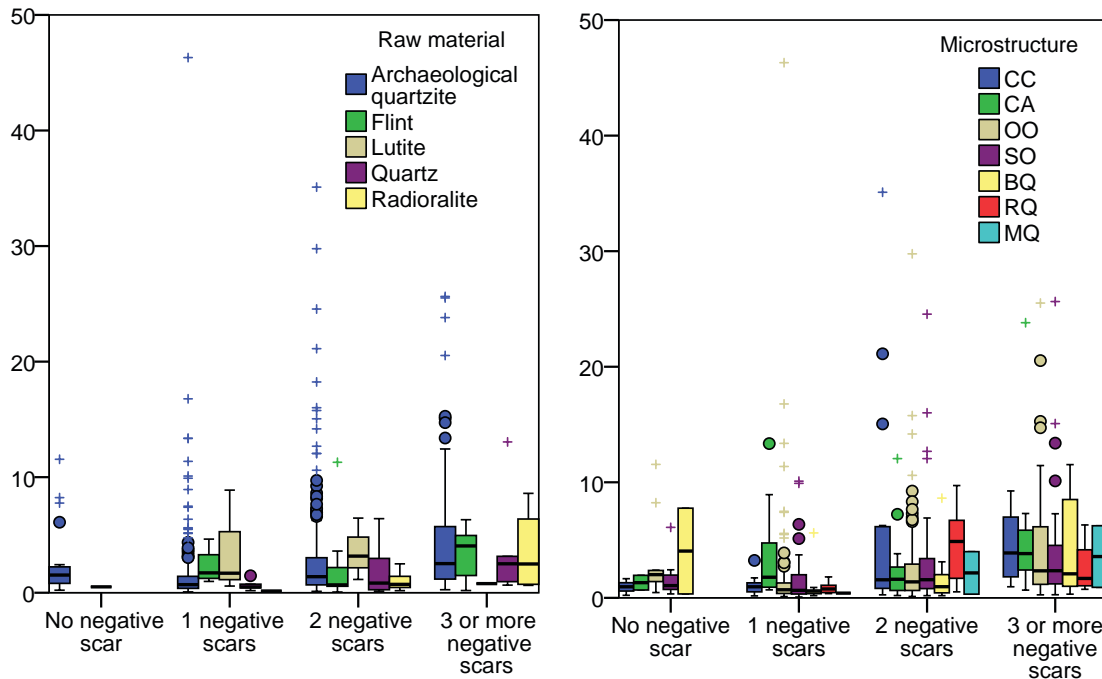 50
40
30
20
10
0
Raw material
Archaeological
quartzite
Flint
Lutite
Quartz
Radioralite
No negative
scar
1 negative
scars
2 negative
scars
3 or more
negative
scars
50
40
30
20
10
0
Microstructure
CC
CA
OO
SO
BQ
RQ
MQ
No negative
scar
1 negative
scars
2 negative
scars
3 or more
negative
scars